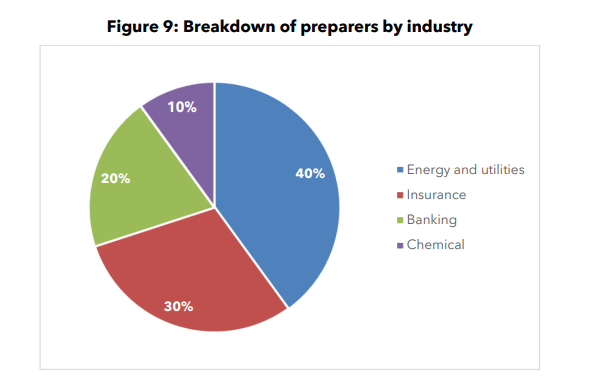 Figure 9: Breakdown of preparers by industry
10%
40%
20%
30%
Energy and utilities
Insurance
Banking
Chemical